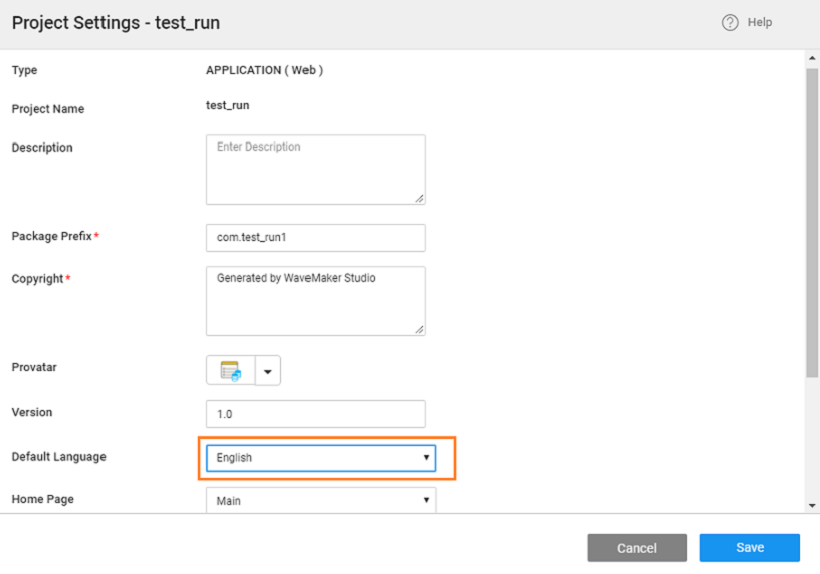 Project Settings - test_run
Help
Type
APPLICATION ( Web )
Project Name
test_run
Description
Enter Description
Package Prefix*
com.test_run1
Copyright*
Generated by WaveMaker Studio
Provatar
Version
1.0
Default Language
English
Home Page
Main
Cancel
Save